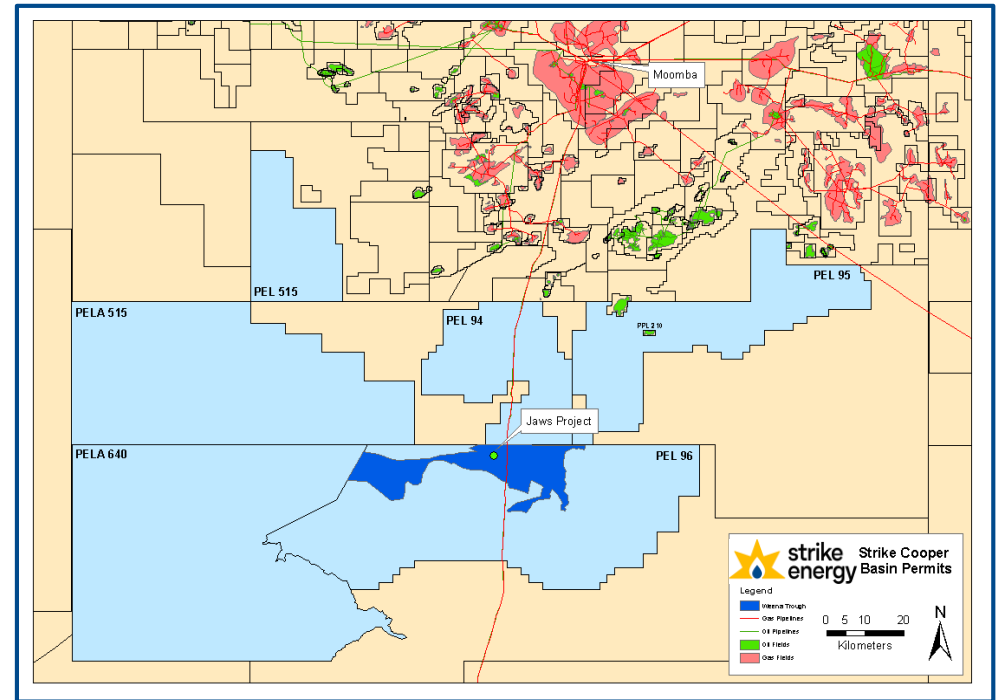 Moomba
PEL 515
PEL 95
PELA 515
PEL 94
PPL 210
Jaws Project
PELA 640
PEL 96
strike
energy
Strike Cooper
Basin Permits
Legend
Weena Trough
Gas Pipelines
Oil Pipelines
Oil Fields
Gas Fields
0 5 10 20
Kilometers
N